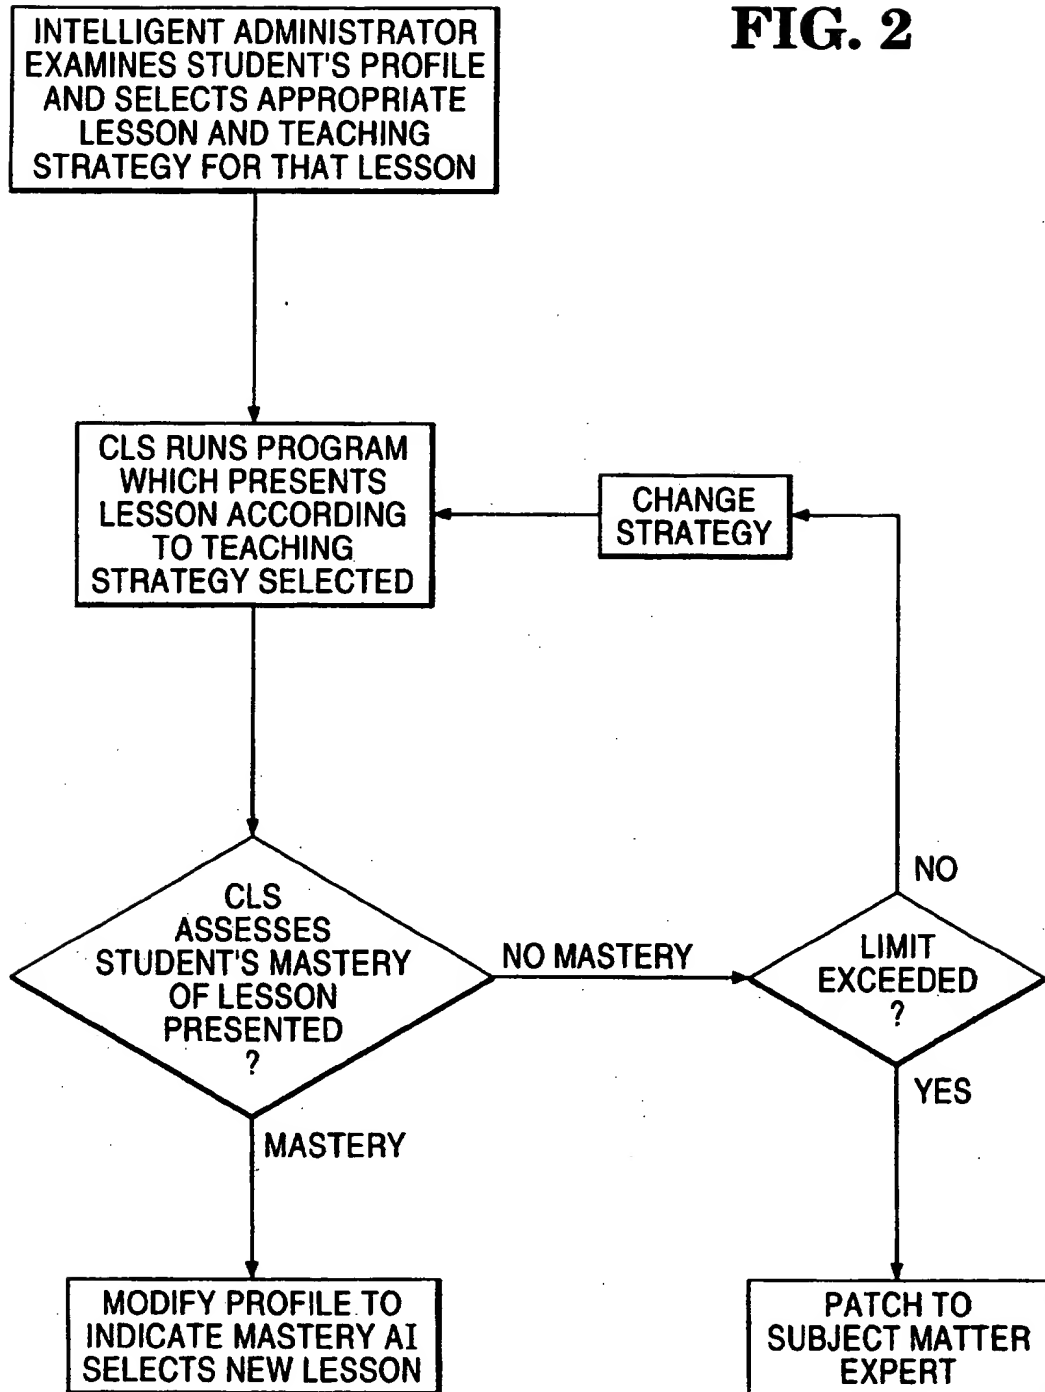 FIG. 2
INTELLIGENT ADMINISTRATOR
EXAMINES STUDENT'S PROFILE
AND SELECTS APPROPRIATE
LESSON AND TEACHING
STRATEGY FOR THAT LESSON
CLS RUNS PROGRAM
WHICH PRESENTS
LESSON ACCORDING
TO TEACHING
STRATEGY SELECTED
CHANGE
STRATEGY
CLS
ASSESSES
STUDENT'S MASTERY
OF LESSON
PRESENTED
?
NO MASTERY
NO
LIMIT
EXCEEDED
?
YES
MASTERY
MODIFY PROFILE TO
INDICATE MASTERY AI
SELECTS NEW LESSON
PATCH TO
SUBJECT MATTER
EXPERT